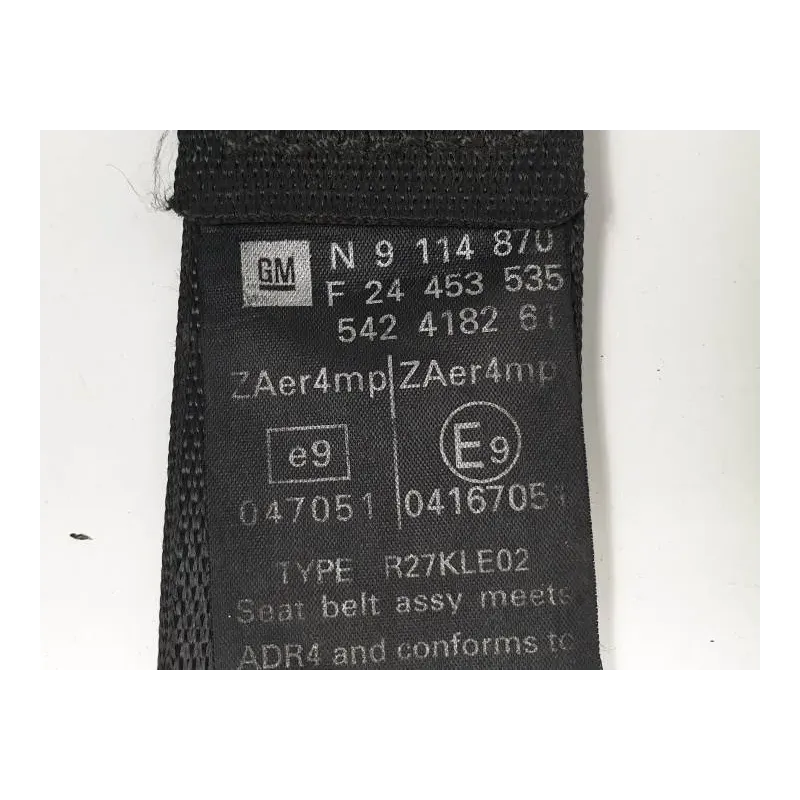 GM N 9 114 870
F 24 453 535
542 4182 61
ZAer4mp ZAer4mp
e9 E9
047051 04167051
TYPE R27KLE02
Seat belt assy meets
ADR4 and conforms to